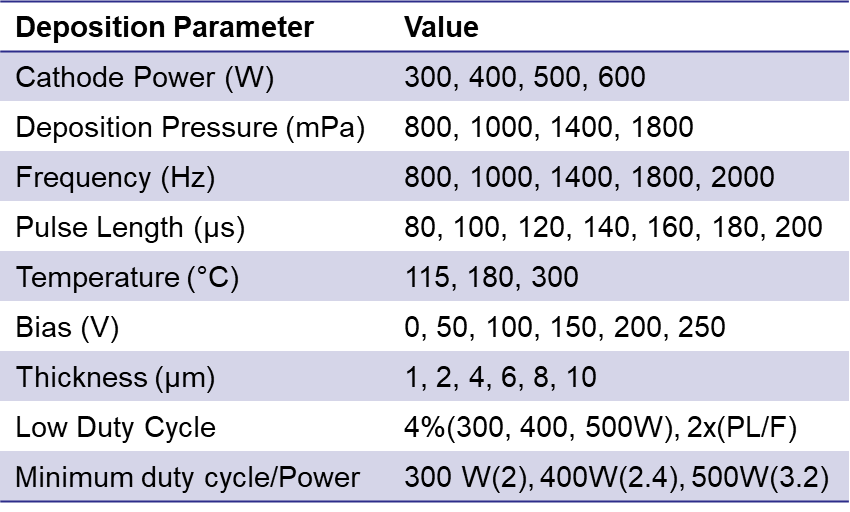 Deposition Parameter Value
Cathode Power (W) 300, 400, 500, 600
Deposition Pressure (mPa) 800, 1000, 1400, 1800
Frequency (Hz) 800, 1000, 1400, 1800, 2000
Pulse Length (µs) 80, 100, 120, 140, 160, 180, 200
Temperature (°C) 115, 180, 300
Bias (V) 0, 50, 100, 150, 200, 250
Thickness (µm) 1, 2, 4, 6, 8, 10
Low Duty Cycle 4%(300, 400, 500W), 2x(PL/F)
Minimum duty cycle/Power 300 W(2), 400W(2.4), 500W(3.2)